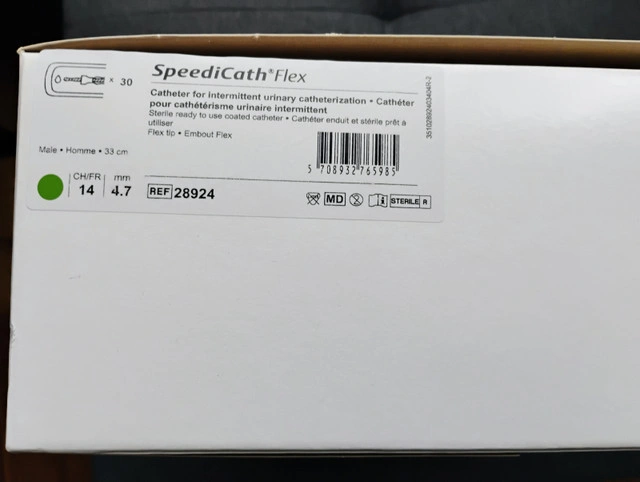 x 30
SpeediCath® Flex
Catheter for intermittent urinary catheterization • Cathéter
pour cathétérisme urinaire intermittent
Sterile ready to use coated catheter • Cathéter enduit et stérile prêt à
utiliser
Flex tip • Embout Flex
Male • Homme • 33 cm
CH/FR mm
14 4.7
REF 28924
5 708932 765985
MD STERILE R
35102892403404R-2